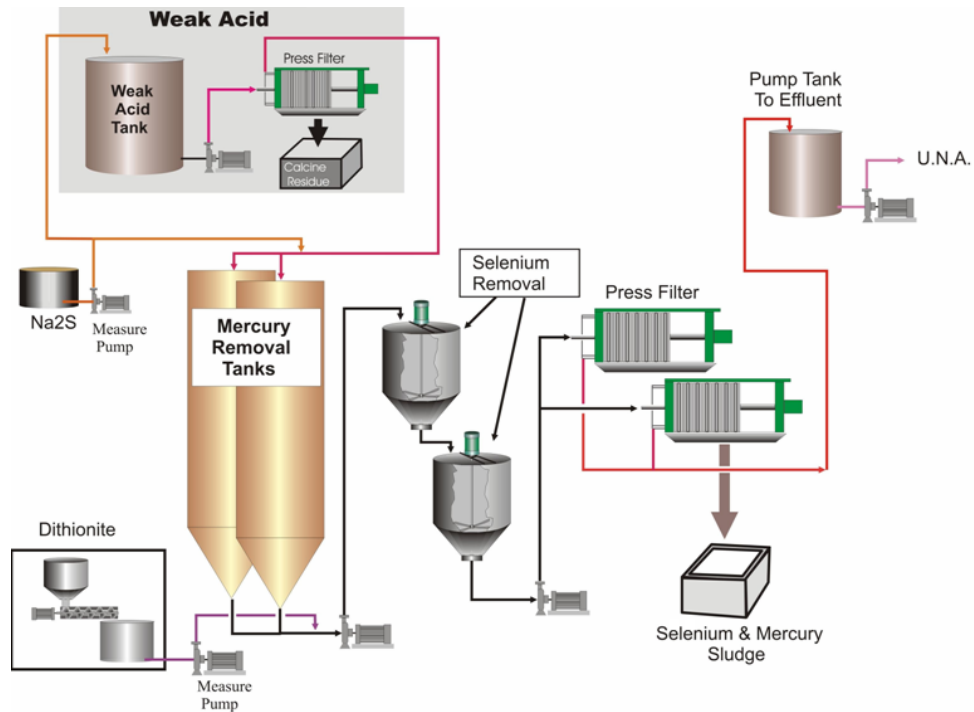 Weak Acid
Press Filter
Weak
Acid
Tank
Calcine
Residue
Pump Tank
To Effluent
U.N.A.
Na2S
Measure
Pump
Mercury
Removal
Tanks
Selenium
Removal
Press Filter
Dithionite
Measure
Pump
Selenium & Mercury
Sludge